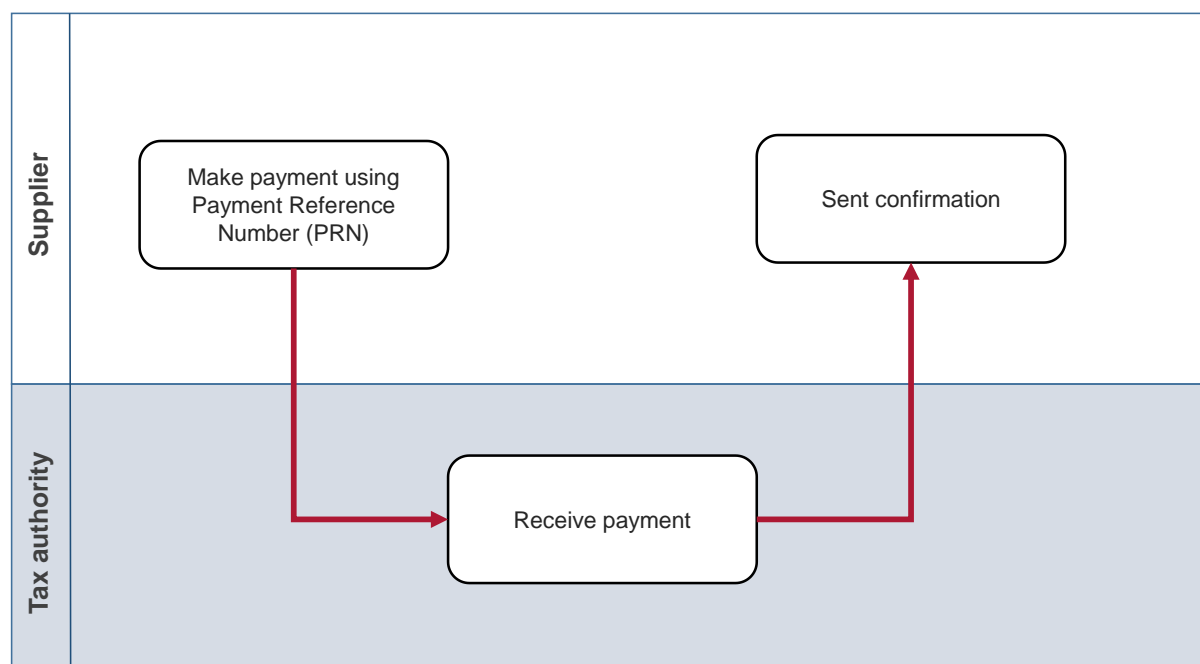 Supplier
Make payment using
Payment Reference
Number (PRN)
Sent confirmation
Tax authority
Receive payment